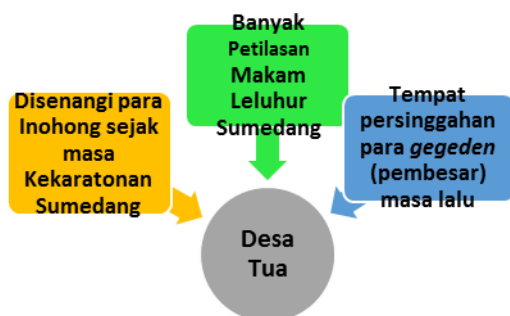 Disenangi para
Inohong sejak
masa
Kekaratonan
Sumedang
Banyak
Petilasan
Makam
Leluhur
Sumedang
Tempat
persinggahan
para gegeden
(pembesar)
masa lalu
Desa
Tua